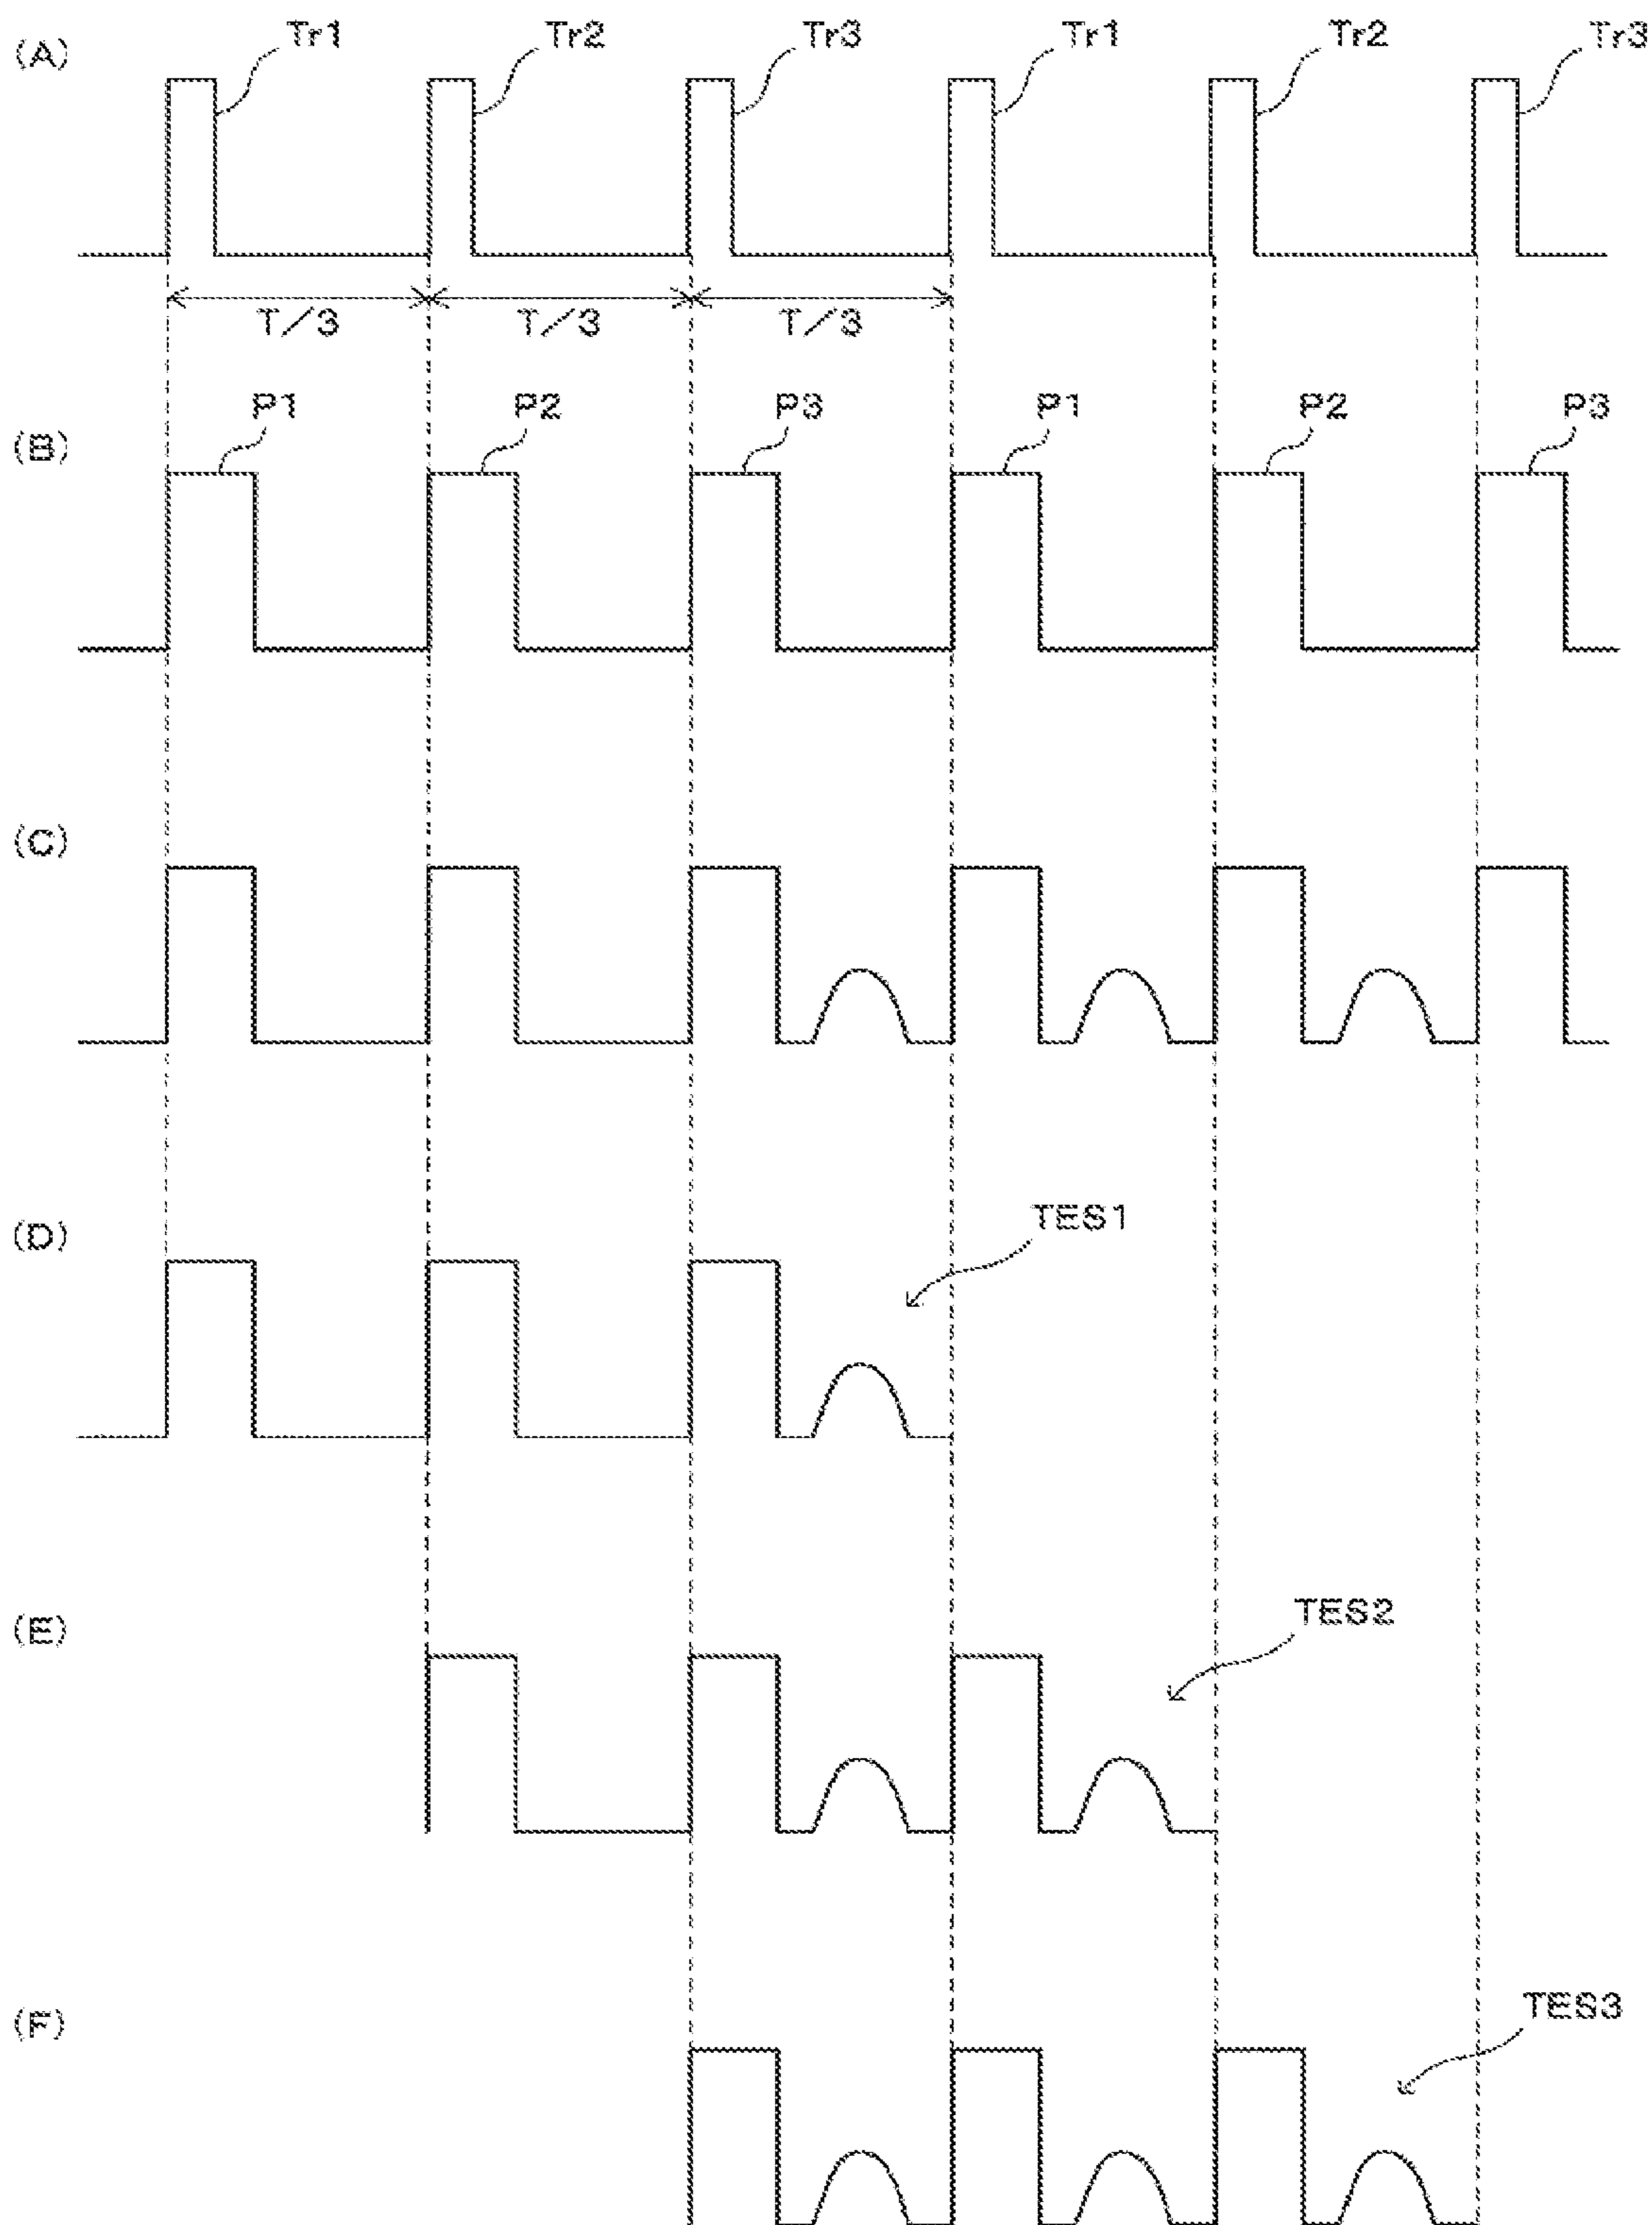 (A) Tr1 Tr2 Tr3 Tr1 Tr2 Tr3
T/3 T/3 T/3
(B) P1 P2 P3 P1 P2 P3
(C)
(D) TES1
(E) TES2
(F) TES3